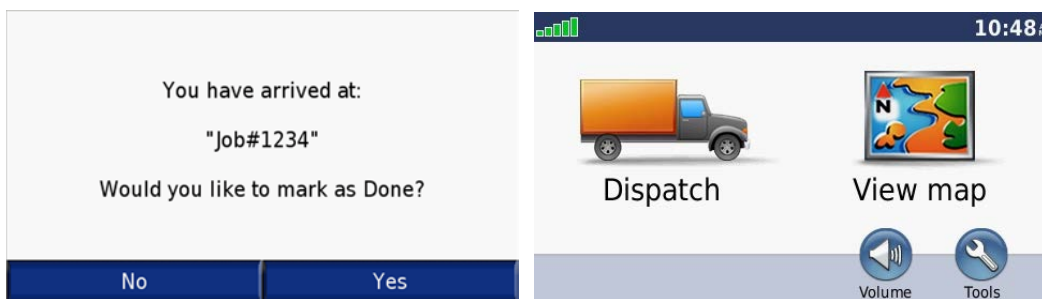 You have arrived at:
"Job#1234"
Would you like to mark as Done?
No Yes
10:48
N
Dispatch View map
Volume Tools